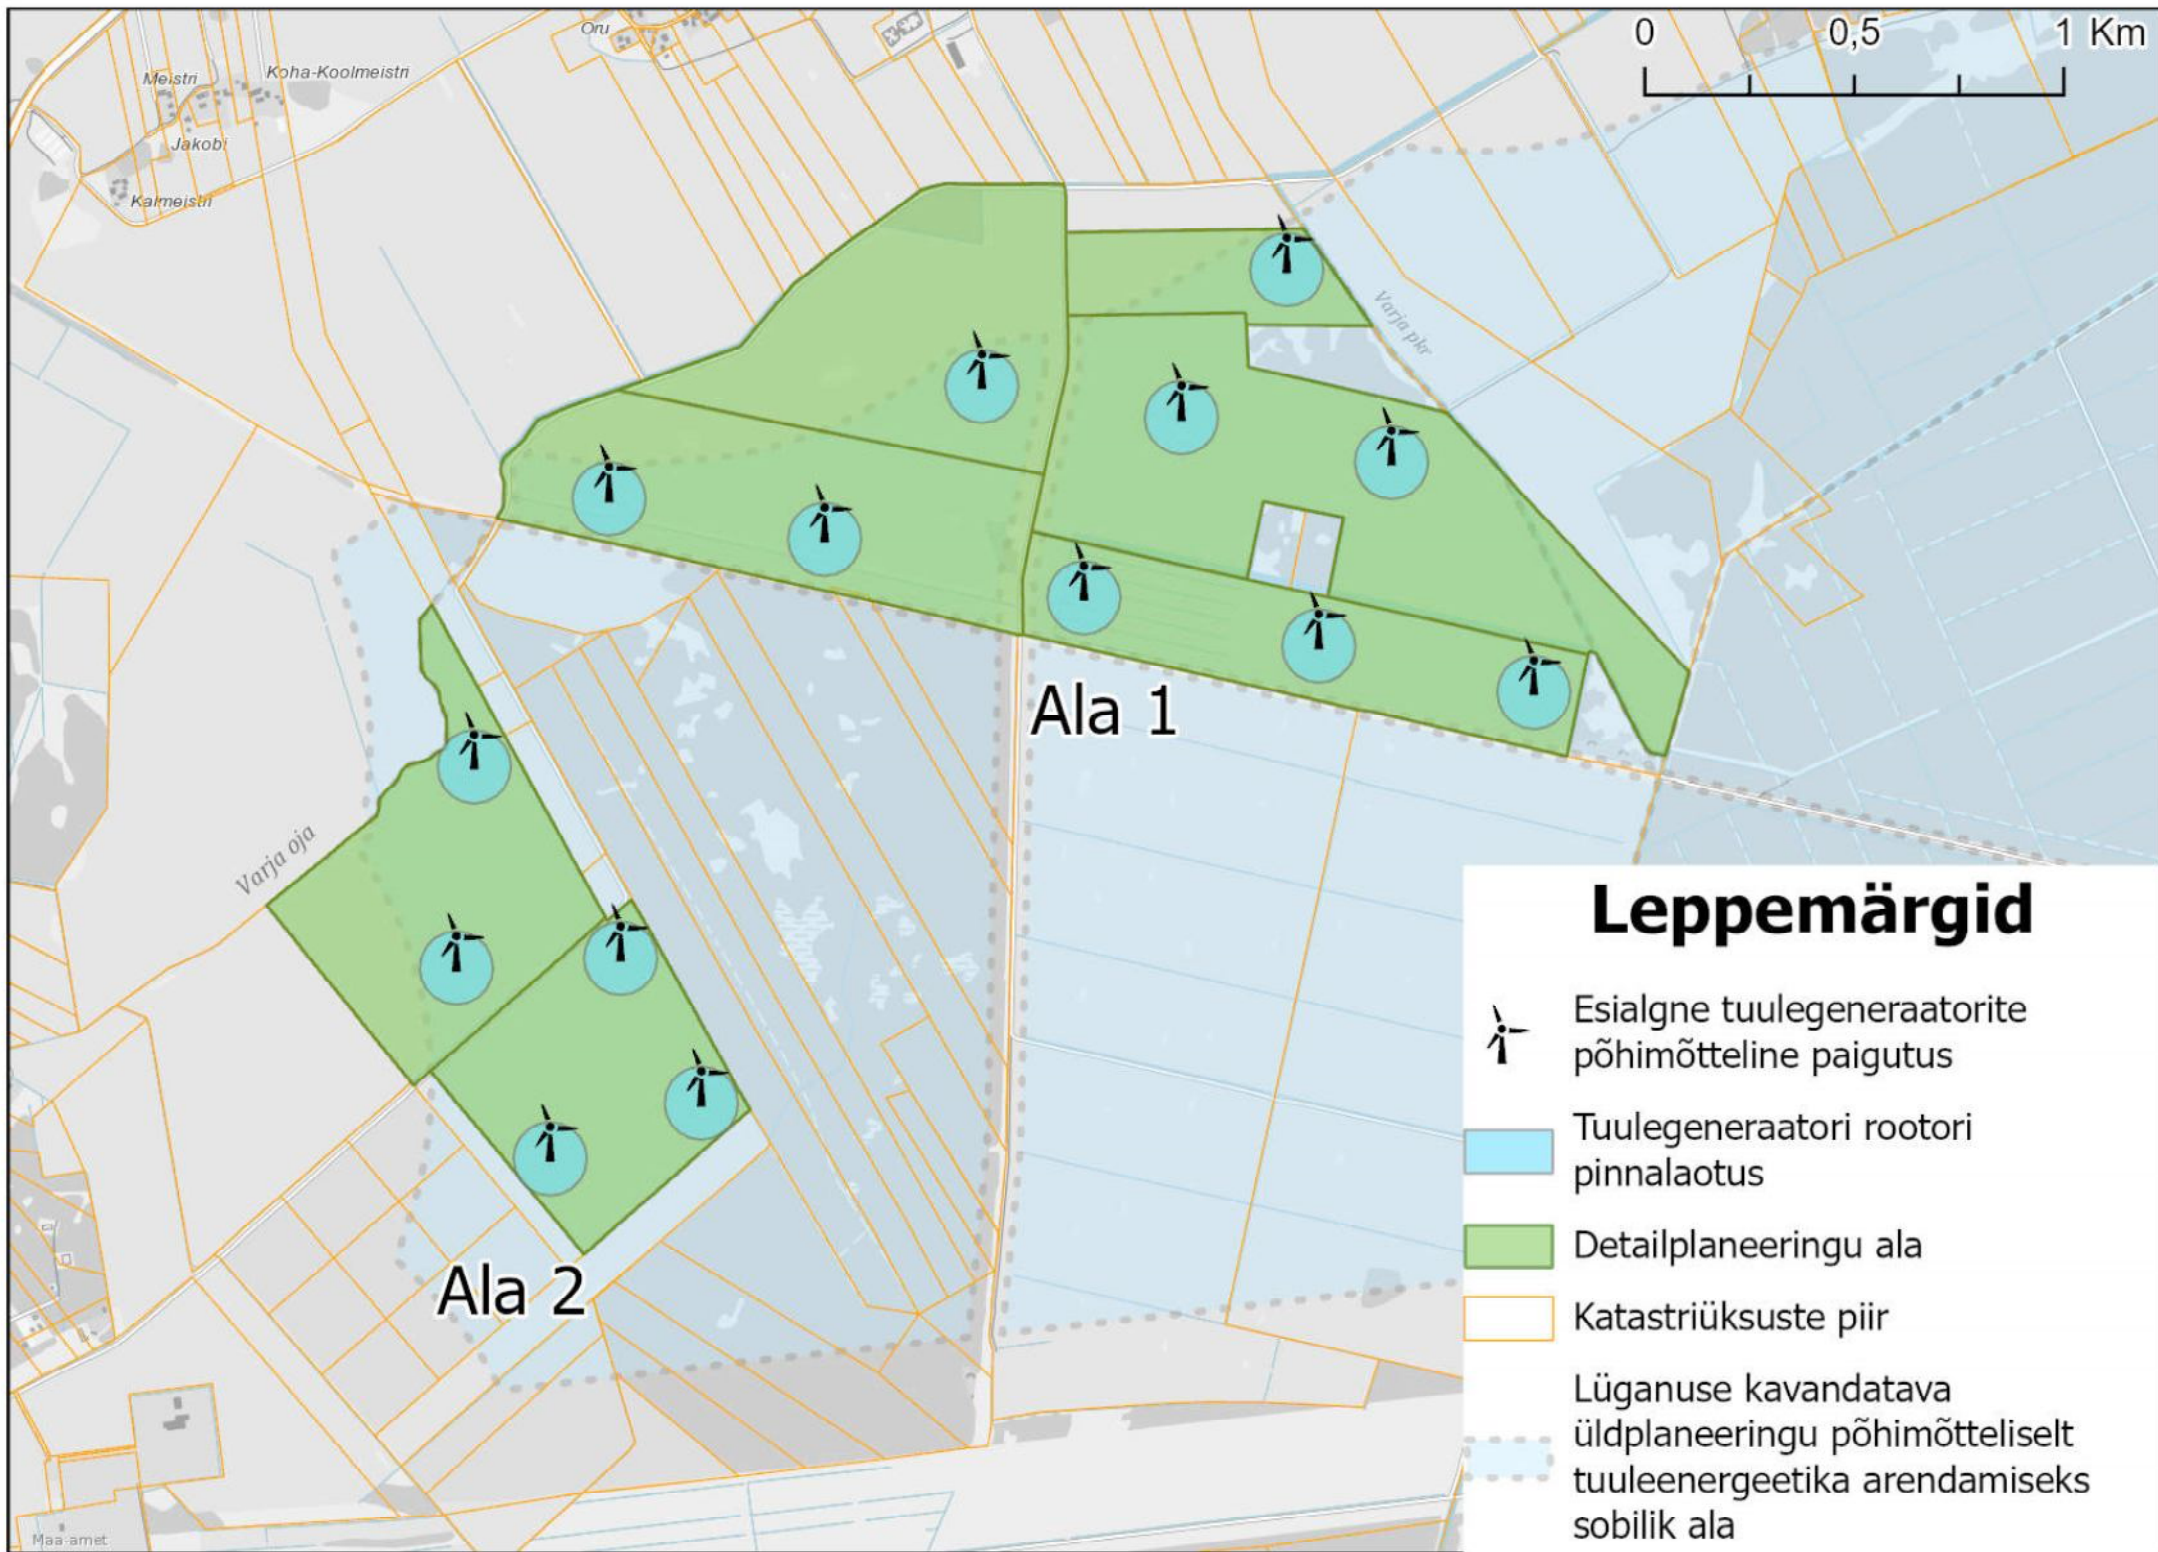 Oru
Meistri
Koha-Koolmeistri
Jakobi
Kalmeistri
0 0,5 1 Km
Varja pkr
Ala 1
Varja oja
Ala 2
Leppemärgid
Esialgne tuulegeneraatorite
põhimõtteline paigutus
Tuulegeneraatori rootori
pinnalaotus
Detailplaneeringu ala
Katastriüksuste piir
Lüganuse kavandatava
üldplaneeringu põhimõtteliselt
tuuleenergeetika arendamiseks
sobilik ala
Maa-amet